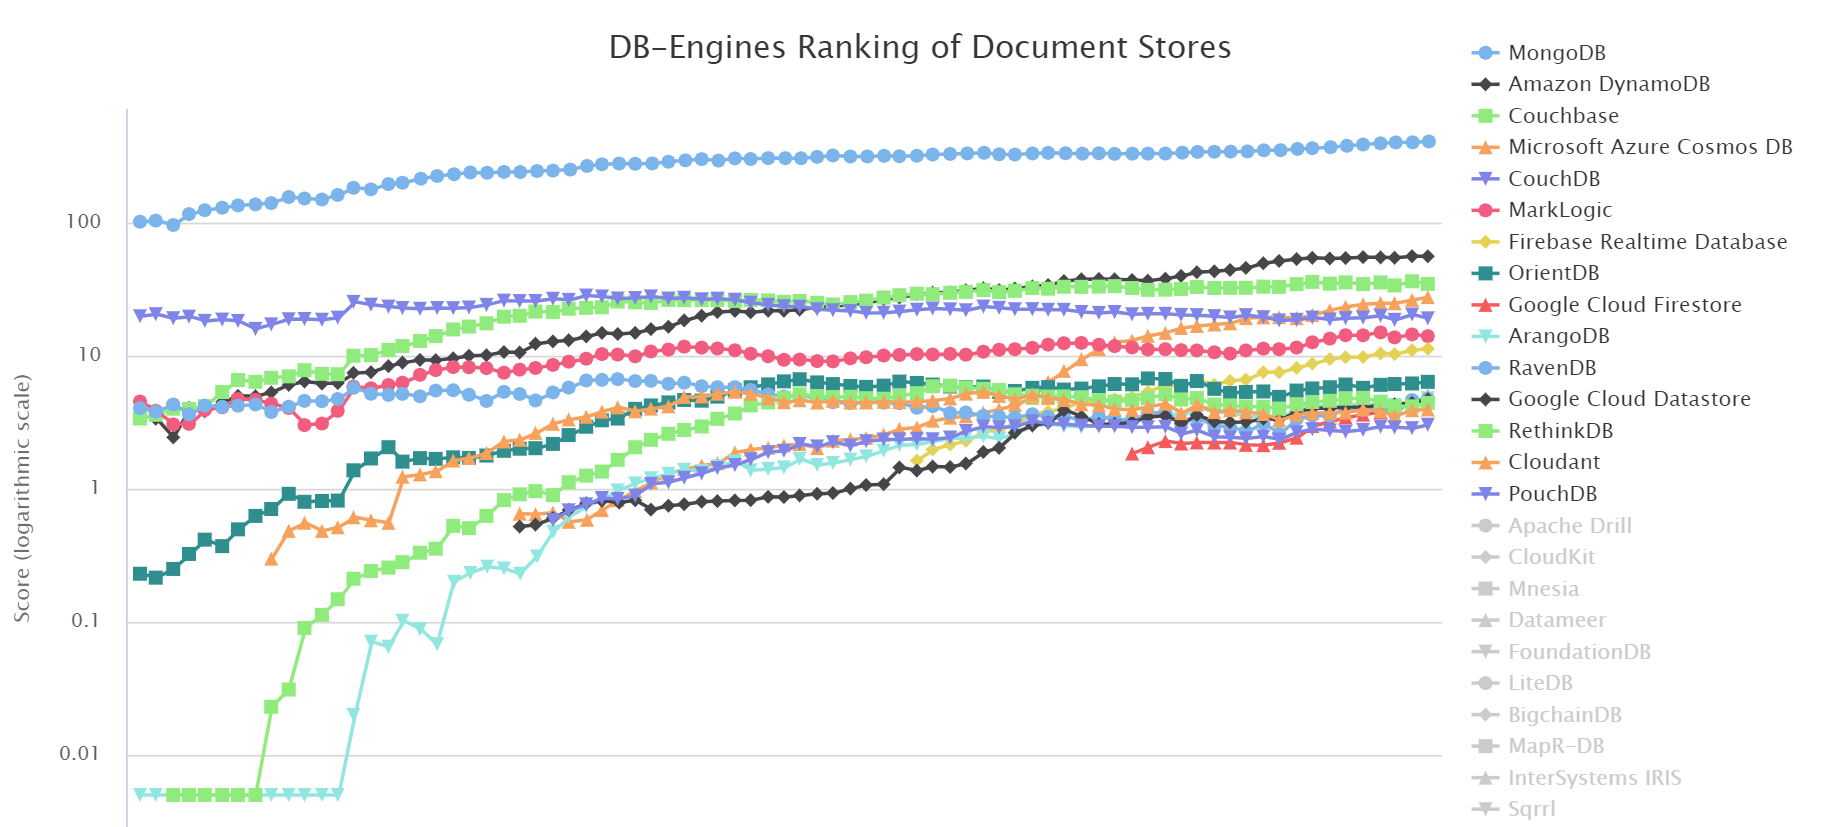 DB-Engines Ranking of Document Stores
Score (logarithmic scale)
100
10
1
0.1
0.01
MongoDB
Amazon DynamoDB
Couchbase
Microsoft Azure Cosmos DB
CouchDB
MarkLogic
Firebase Realtime Database
OrientDB
Google Cloud Firestore
ArangoDB
RavenDB
Google Cloud Datastore
RethinkDB
Cloudant
PouchDB
Apache Drill
CloudKit
Mnesia
Datameer
FoundationDB
LiteDB
BigchainDB
MapR-DB
InterSystems IRIS
Sqrrl